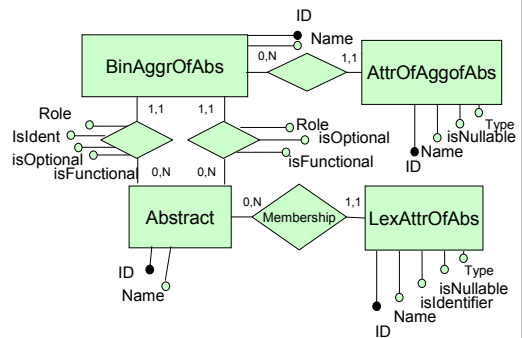 ID
Name
BinAggrOfAbs
0,N
1,1
AttrOfAggofAbs
Type
isNullable
Name
ID
1,1
1,1
Role
IsIdent
isOptional
isFunctional
Role
isOptional
isFunctional
0,N
0,N
Abstract
0,N
Membership
1,1
LexAttrOfAbs
ID
Name
Type
isNullable
isIdentifier
Name
ID